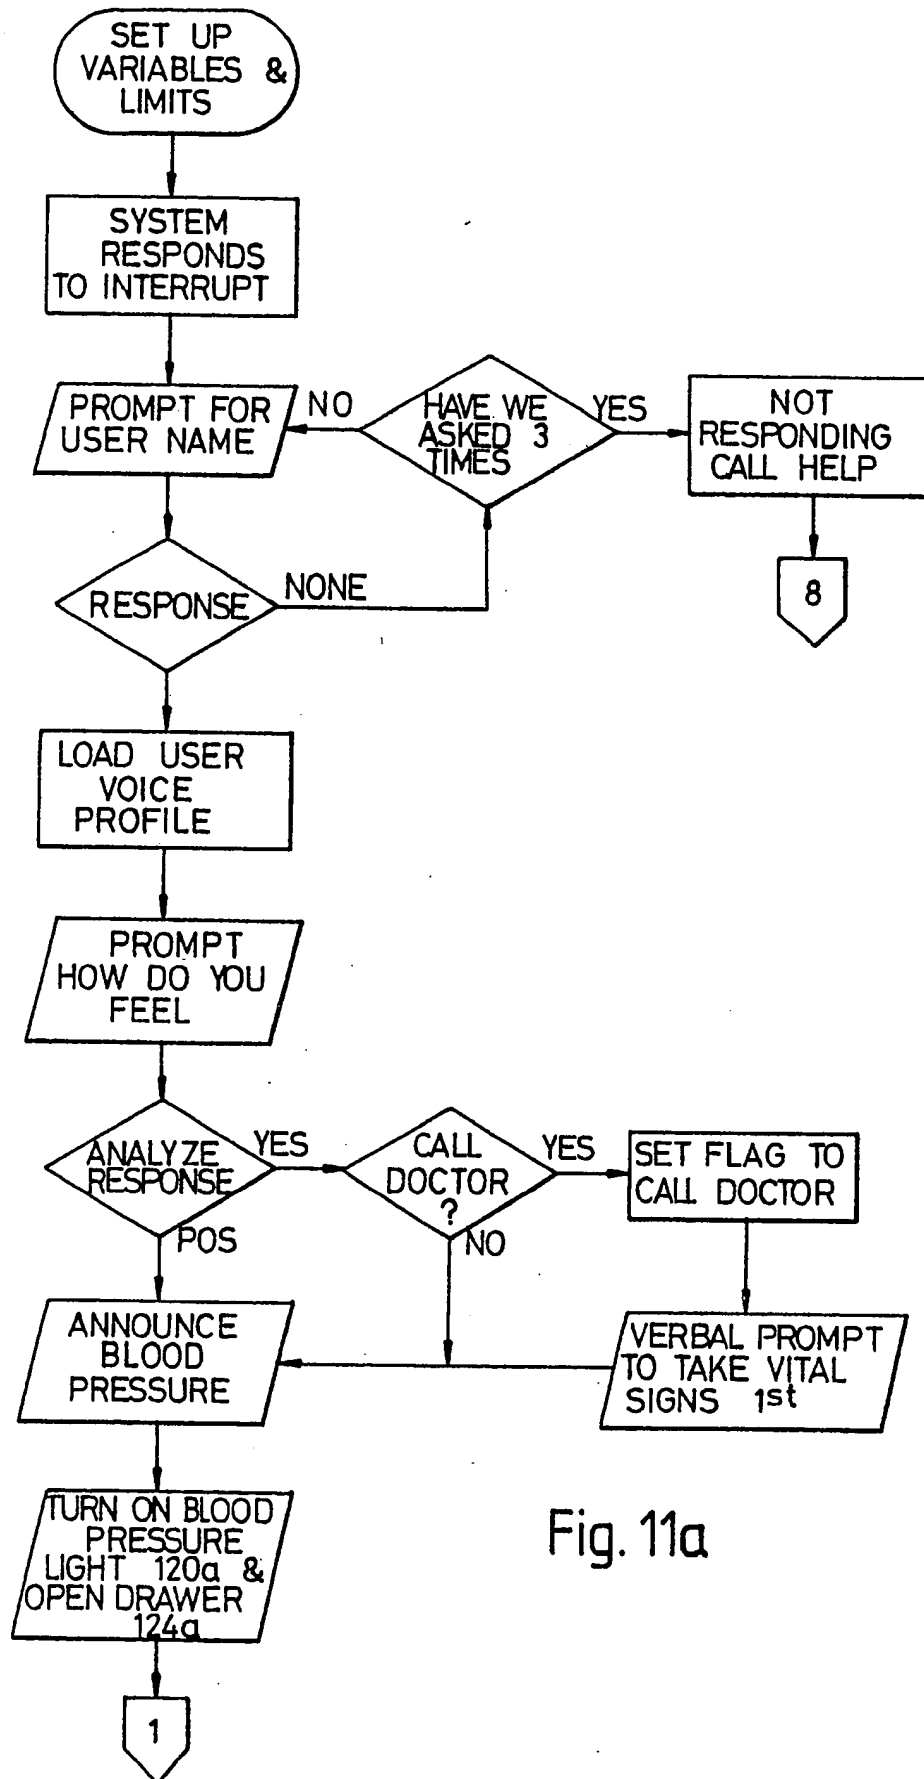 SET UP
VARIABLES &
LIMITS
SYSTEM
RESPONDS
TO INTERRUPT
PROMPT FOR
USER NAME
NO
HAVE WE
ASKED 3
TIMES
YES
NOT
RESPONDING
CALL HELP
8
RESPONSE
NONE
LOAD USER
VOICE
PROFILE
PROMPT
HOW DO YOU
FEEL
ANALYZE
RESPONSE
YES
POS
CALL
DOCTOR
?
YES
NO
SET FLAG TO
CALL DOCTOR
VERBAL PROMPT
TO TAKE VITAL
SIGNS 1st
ANNOUNCE
BLOOD
PRESSURE
TURN ON BLOOD
PRESSURE
LIGHT 120a &
OPEN DRAWER
124a
1
Fig. 11a